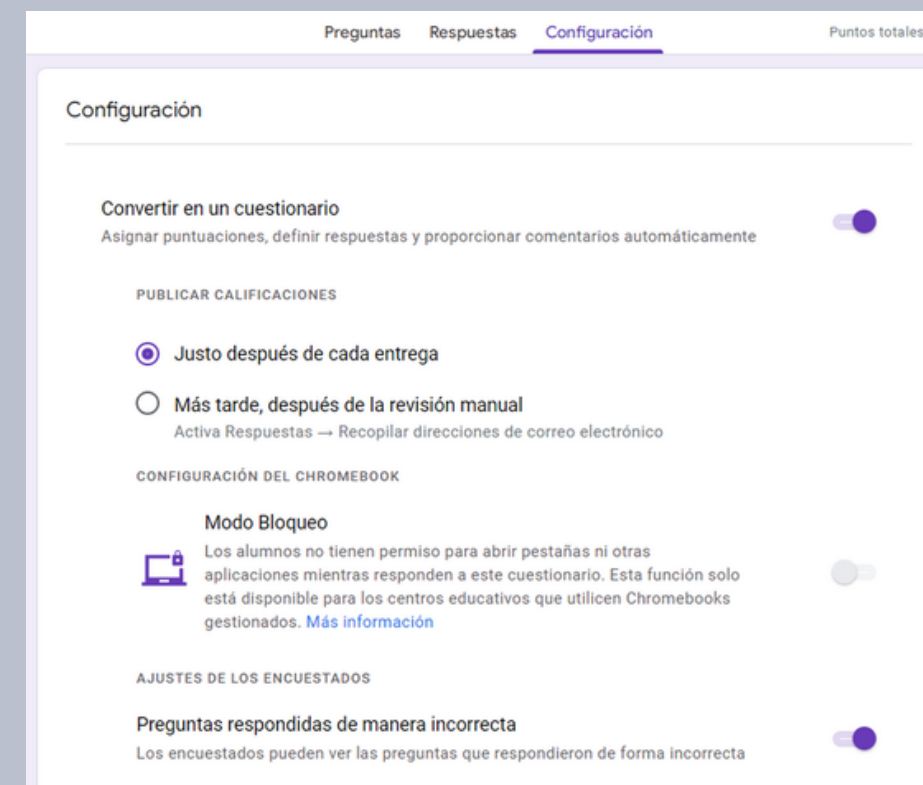 Preguntas Respuestas Configuración Puntos totales
Configuración
Convertir en un cuestionario
Asignar puntuaciones, definir respuestas y proporcionar comentarios automáticamente
PUBLICAR CALIFICACIONES
Justo después de cada entrega
Más tarde, después de la revisión manual
Activa Respuestas → Recopilar direcciones de correo electrónico
CONFIGURACIÓN DEL CHROMEBOOK
Modo Bloqueo
Los alumnos no tienen permiso para abrir pestañas ni otras
aplicaciones mientras responden a este cuestionario. Esta función solo
está disponible para los centros educativos que utilicen Chromebooks
gestionados. Más información
AJUSTES DE LOS ENCUESTADOS
Preguntas respondidas de manera incorrecta
Los encuestados pueden ver las preguntas que respondieron de forma incorrecta